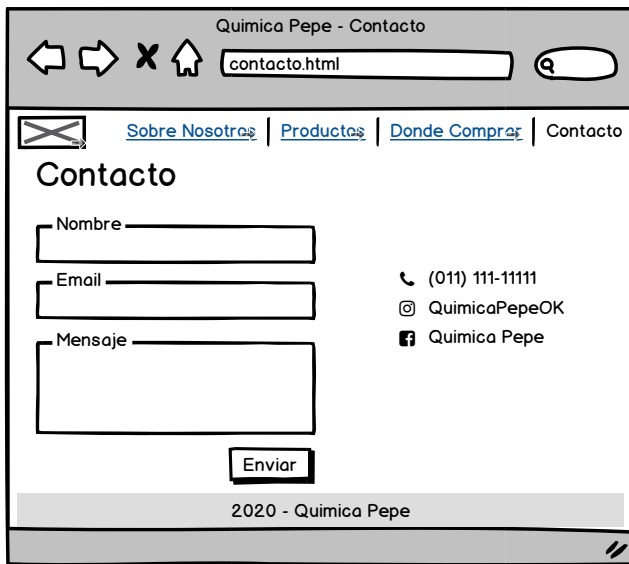 Quimica Pepe - Contacto
contacto.html
Sobre Nosotros Productos Donde Comprar Contacto
Contacto
Nombre
Email
Mensaje
(011) 111-11111
QuimicaPepeOK
Quimica Pepe
Enviar
2020 - Quimica Pepe